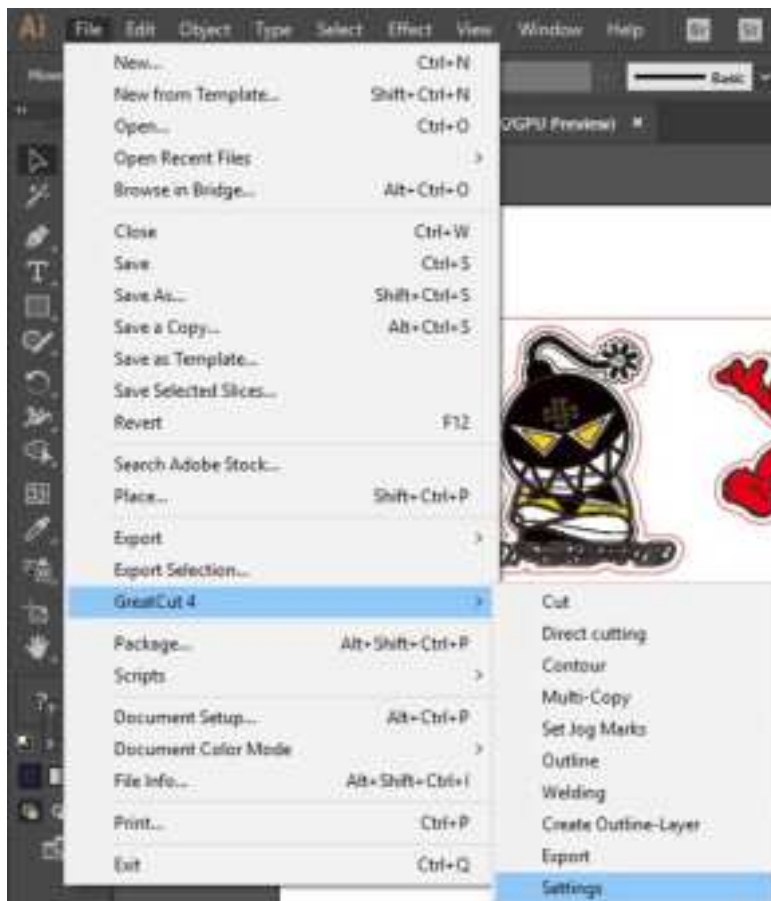 Ai File Edit Object Type Select Effect View Window Help Br St
Basic
GPU Preview) ×
New... Ctrl+N
New from Template... Shift+Ctrl+N
Open... Ctrl+O
Open Recent Files
Browse in Bridge... Alt+Ctrl+O
Close Ctrl+W
Save Ctrl+S
Save As... Shift+Ctrl+S
Save a Copy... Alt+Ctrl+S
Save as Template...
Save Selected Slices...
Revert F12
Search Adobe Stock...
Place... Shift+Ctrl+P
Export
Export Selection...
GreatCut 4
Package... Alt+Shift+Ctrl+P
Scripts
Document Setup... Alt+Ctrl+P
Document Color Mode
File Info... Alt+Shift+Ctrl+I
Print... Ctrl+P
Exit Ctrl+Q
Cut
Direct cutting
Contour
Multi-Copy
Set Jog Marks
Outline
Welding
Create Outline-Layer
Export
Settings